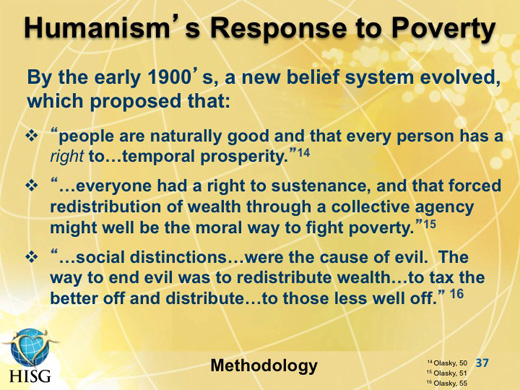 Humanism’s Response to Poverty
By the early 1900’s, a new belief system evolved,
which proposed that:
❖ “people are naturally good and that every person has a
right to…temporal prosperity.”14
❖ “…everyone had a right to sustenance, and that forced
redistribution of wealth through a collective agency
might well be the moral way to fight poverty.”15
❖ “…social distinctions…were the cause of evil. The
way to end evil was to redistribute wealth…to tax the
better off and distribute…to those less well off.” 16
HISG
Methodology
14 Olasky, 50
15 Olasky, 51
16 Olasky, 55
37